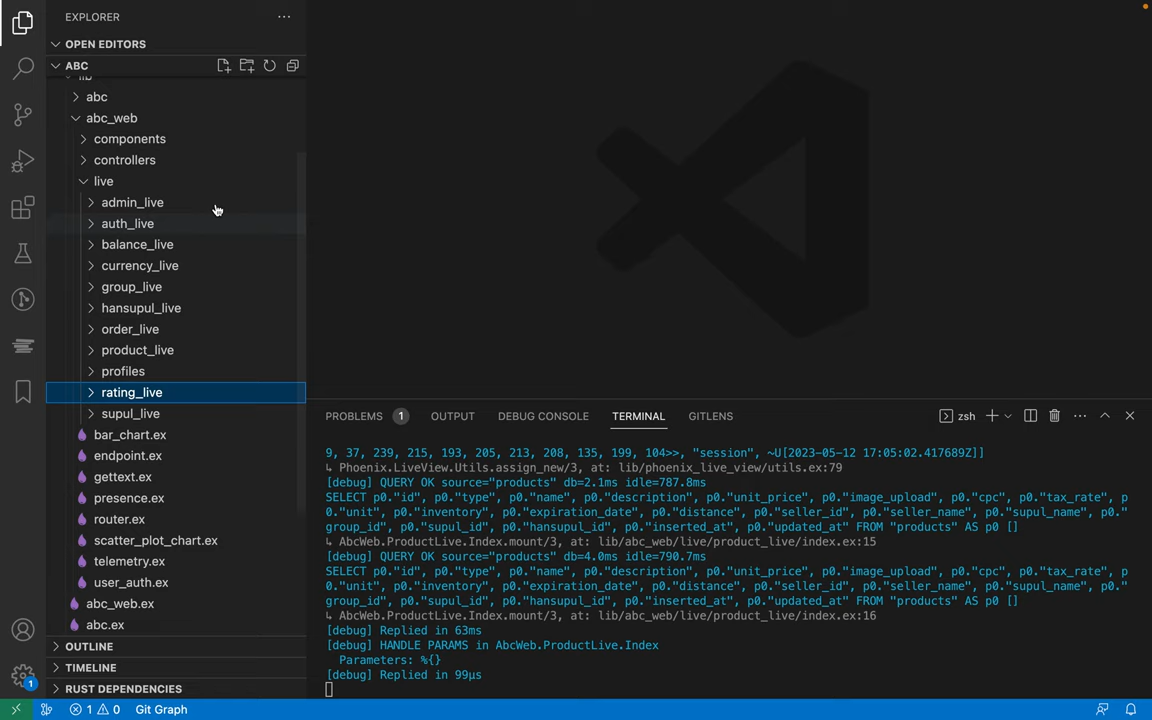 EXPLORER
OPEN EDITORS
ABC
lib
abc
abc_web
components
controllers
live
admin_live
auth_live
balance_live
currency_live
group_live
hansupul_live
order_live
product_live
profiles
rating_live
supul_live
bar_chart.ex
endpoint.ex
gettext.ex
presence.ex
router.ex
scatter_plot_chart.ex
telemetry.ex
user_auth.ex
abc_web.ex
abc.ex
OUTLINE
TIMELINE
RUST DEPENDENCIES
PROBLEMS 1 OUTPUT DEBUG CONSOLE TERMINAL GITLENS zsh
9, 37, 239, 215, 193, 205, 213, 208, 135, 199, 104>>, "session", ~U[2023-05-12 17:05:02.417689Z]]
↳ Phoenix.LiveView.Utils.assign_new/3, at: lib/phoenix_live_view/utils.ex:79
[debug] QUERY OK source="products" db=2.1ms idle=787.8ms
SELECT p0."id", p0."type", p0."name", p0."description", p0."unit_price", p0."image_upload", p0."cpc", p0."tax_rate", p
0."unit", p0."inventory", p0."expiration_date", p0."distance", p0."seller_id", p0."seller_name", p0."supul_name", p0."
group_id", p0."supul_id", p0."hansupul_id", p0."inserted_at", p0."updated_at" FROM "products" AS p0 []
↳ AbcWeb.ProductLive.Index.mount/3, at: lib/abc_web/live/product_live/index.ex:15
[debug] QUERY OK source="products" db=4.0ms idle=790.7ms
SELECT p0."id", p0."type", p0."name", p0."description", p0."unit_price", p0."image_upload", p0."cpc", p0."tax_rate", p
0."unit", p0."inventory", p0."expiration_date", p0."distance", p0."seller_id", p0."seller_name", p0."supul_name", p0."
group_id", p0."supul_id", p0."hansupul_id", p0."inserted_at", p0."updated_at" FROM "products" AS p0 []
↳ AbcWeb.ProductLive.Index.mount/3, at: lib/abc_web/live/product_live/index.ex:16
[debug] Replied in 63ms
[debug] HANDLE PARAMS in AbcWeb.ProductLive.Index
Parameters: %{}
[debug] Replied in 99µs
1
1 0 Git Graph